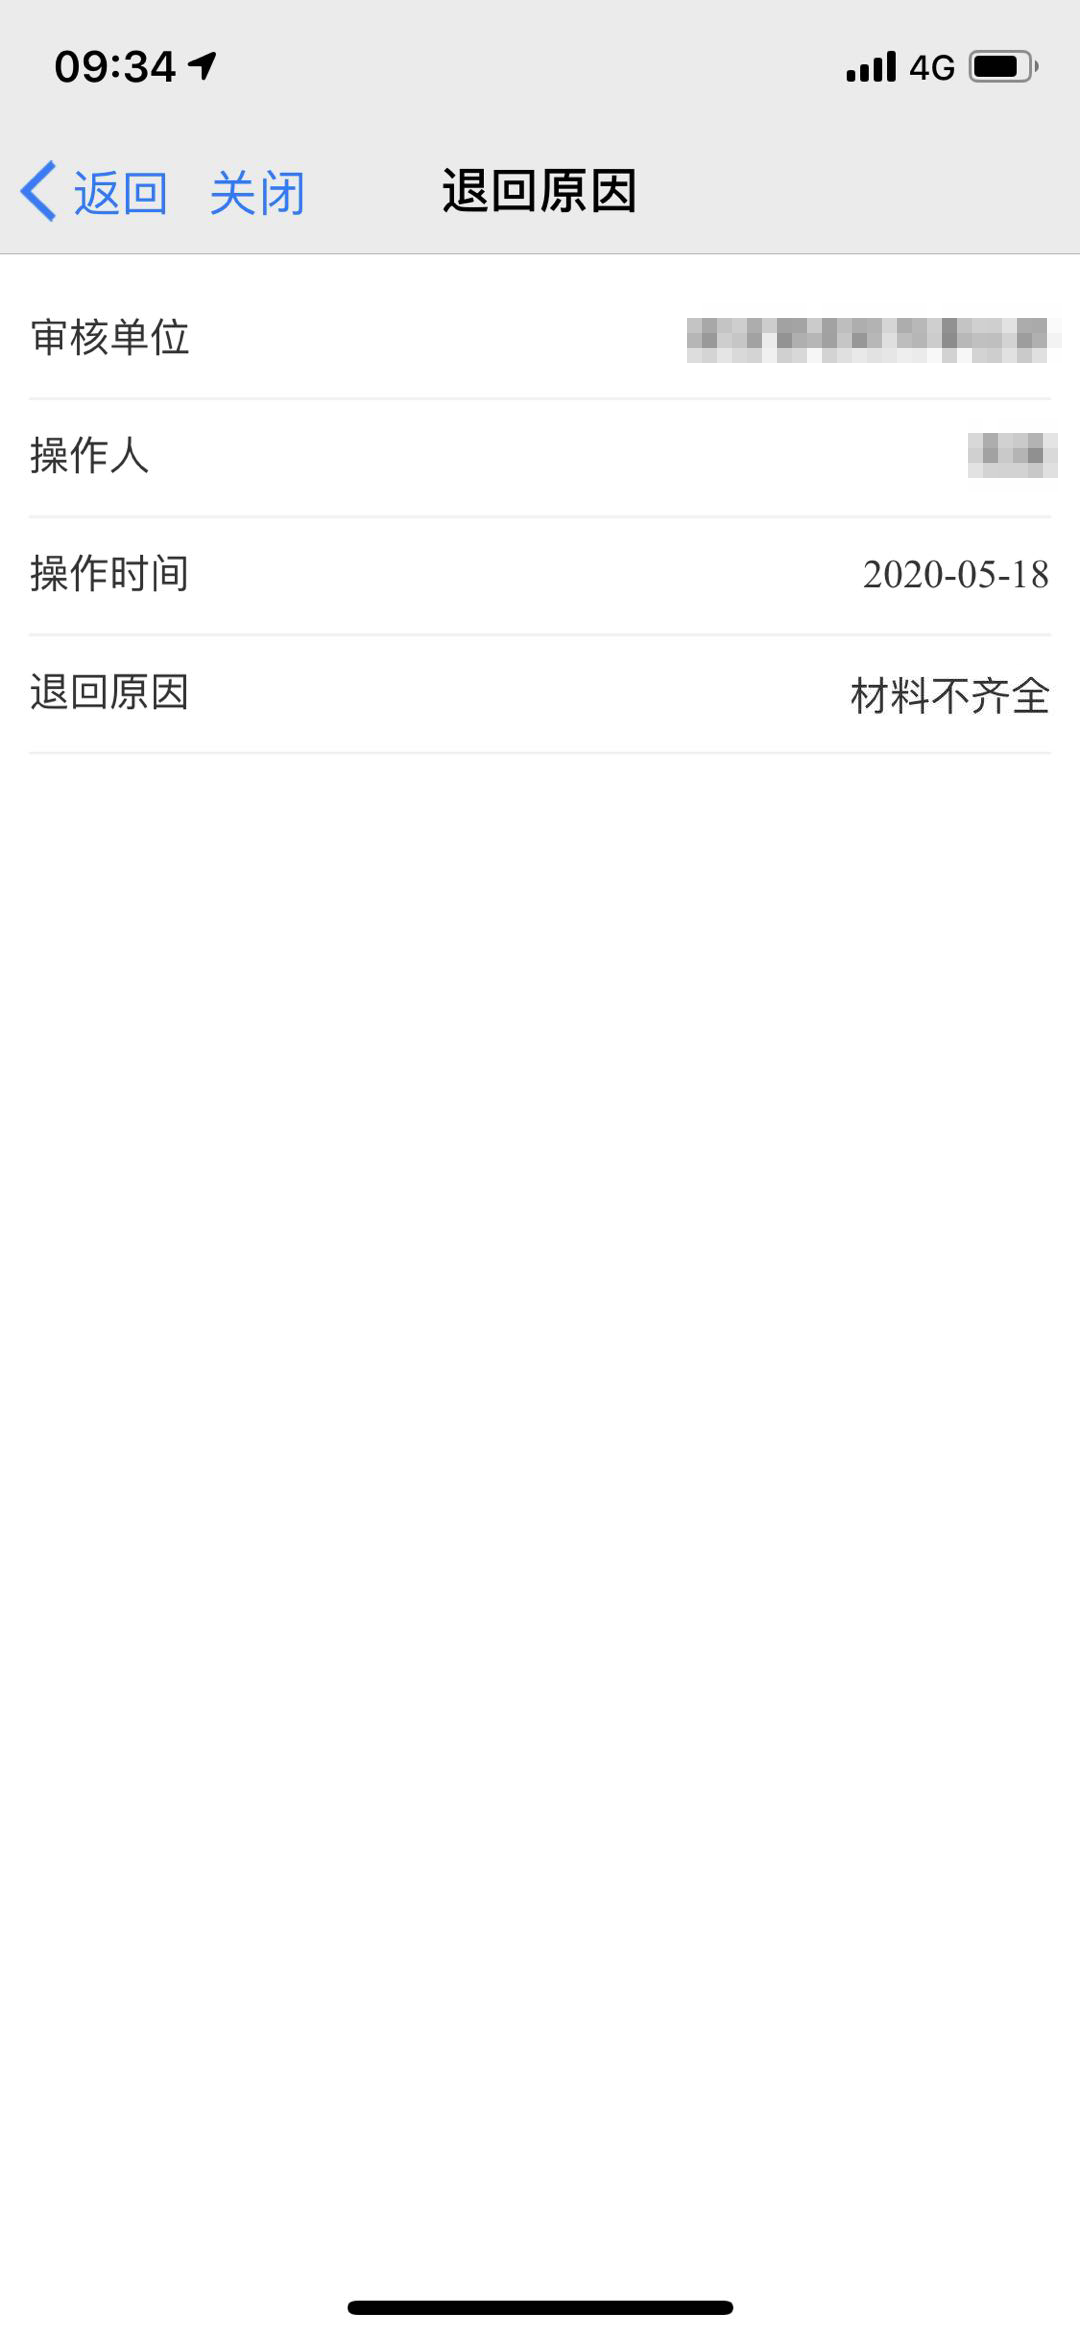 09:34 4G
返回 关闭 退回原因
审核单位
操作人
操作时间 2020-05-18
退回原因 材料不齐全